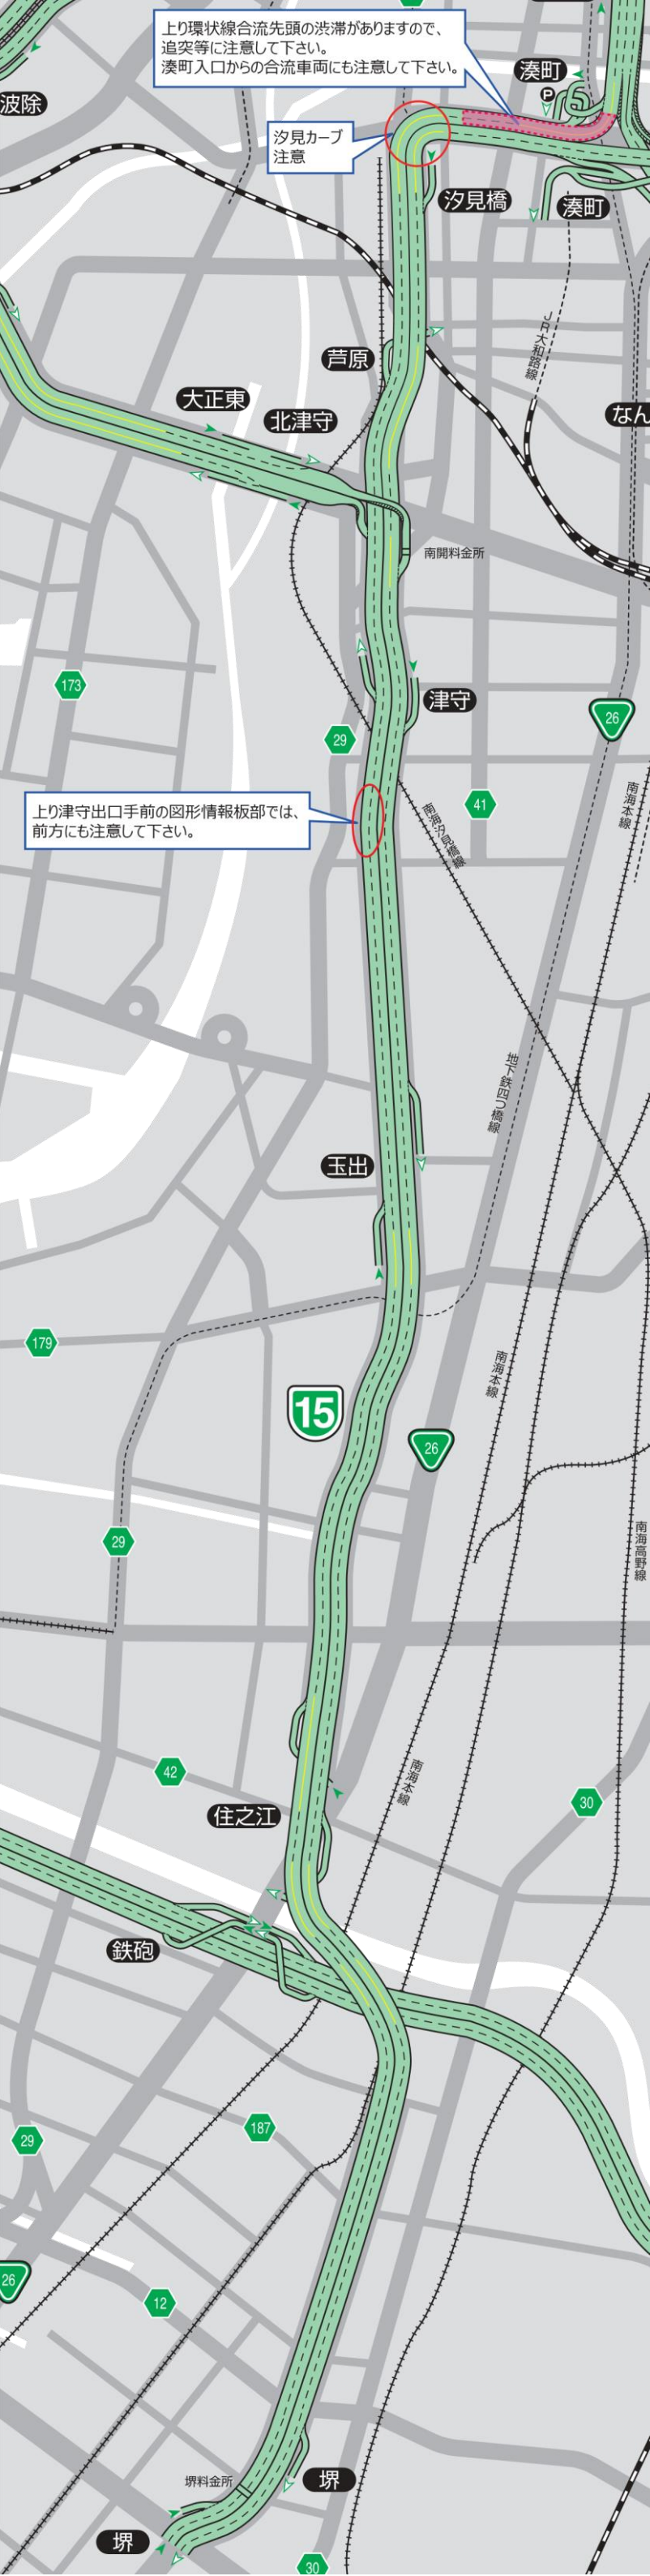 上り環状線合流先頭の渋滞がありますので、
追突等に注意して下さい。
湊町入口からの合流車両にも注意して下さい。
湊町
P
波除
汐見カーブ
注意
汐見橋
湊町
JR大和路線
芦原
大正東
北津守
なん
南開料金所
173
津守
26
29
南海本線
41
上り津守出口手前の図形情報板部では、
前方にも注意して下さい。
南海汐見橋線
地下鉄四つ橋線
玉出
179
南海本線
15
26
29
南海高野線
42
南海本線
30
住之江
鉄砲
187
29
26
12
堺料金所
堺
堺
30